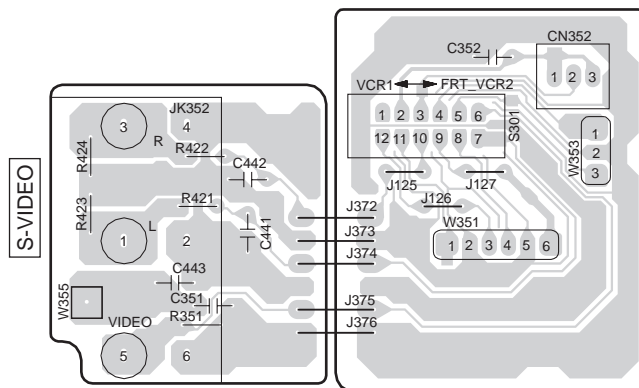 S-VIDEO
3
R
JK352
4
R424
R422
C442
R423
R421
1
L
2
C441
C443
W355
C351
R351
VIDEO
5
6
J372
J373
J374
J375
J376
C352
CN352
1 2 3
VCR1 FRT_VCR2
1 2 3 4 5 6
12 11 10 9 8 7
S301
W353
1
2
3
J125
J127
J126
W351
1 2 3 4 5 6